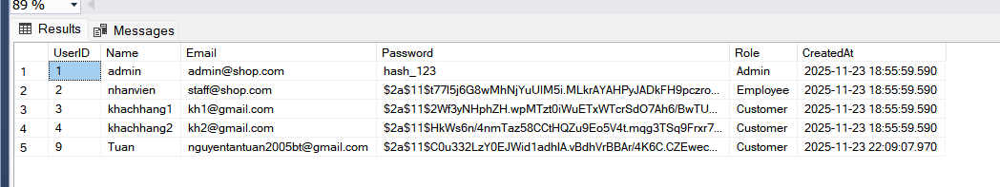 89 %
Results Messages
UserID Name Email Password Role CreatedAt
1 1 admin admin@shop.com hash_123 Admin 2025-11-23 18:55:59.590
2 2 nhanvien staff@shop.com $2a$11$t77I5j6G8wMhNjYuUIM5i.MLkrAYAHPyJADkFH9pczro... Employee 2025-11-23 18:55:59.590
3 3 khachhang1 kh1@gmail.com $2a$11$2Wf3yNHphZH.wpMTzt0iWuETxWTcrSdO7Ah6/BwTU... Customer 2025-11-23 18:55:59.590
4 4 khachhang2 kh2@gmail.com $2a$11$HkWs6n/4nmTaz58CCtHQZu9Eo5V4t.mqg3TSq9Frxr7... Customer 2025-11-23 18:55:59.590
5 9 Tuan nguyentantuan2005bt@gmail.com $2a$11$C0u332LzY0EJWid1adhIA.vBdhVrBBAr/4K6C.CZEwec... Customer 2025-11-23 22:09:07.970